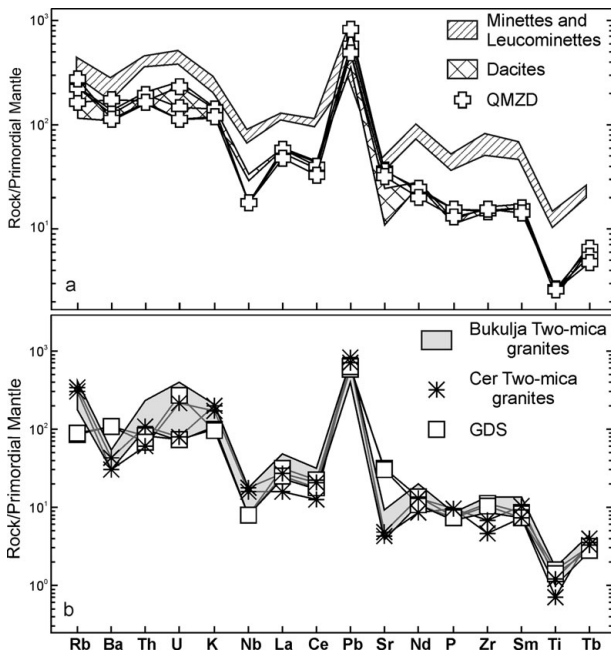 10³
10²
10¹
Rock/Primordial Mantle
Minettes and
Leucominettes
Dacites
QMZD
a
10³
10²
10¹
10⁰
Rock/Primordial Mantle
Bukulja Two-mica
granites
Cer Two-mica
granites
GDS
b
Rb Ba Th U K Nb La Ce Pb Sr Nd P Zr Sm Ti Tb